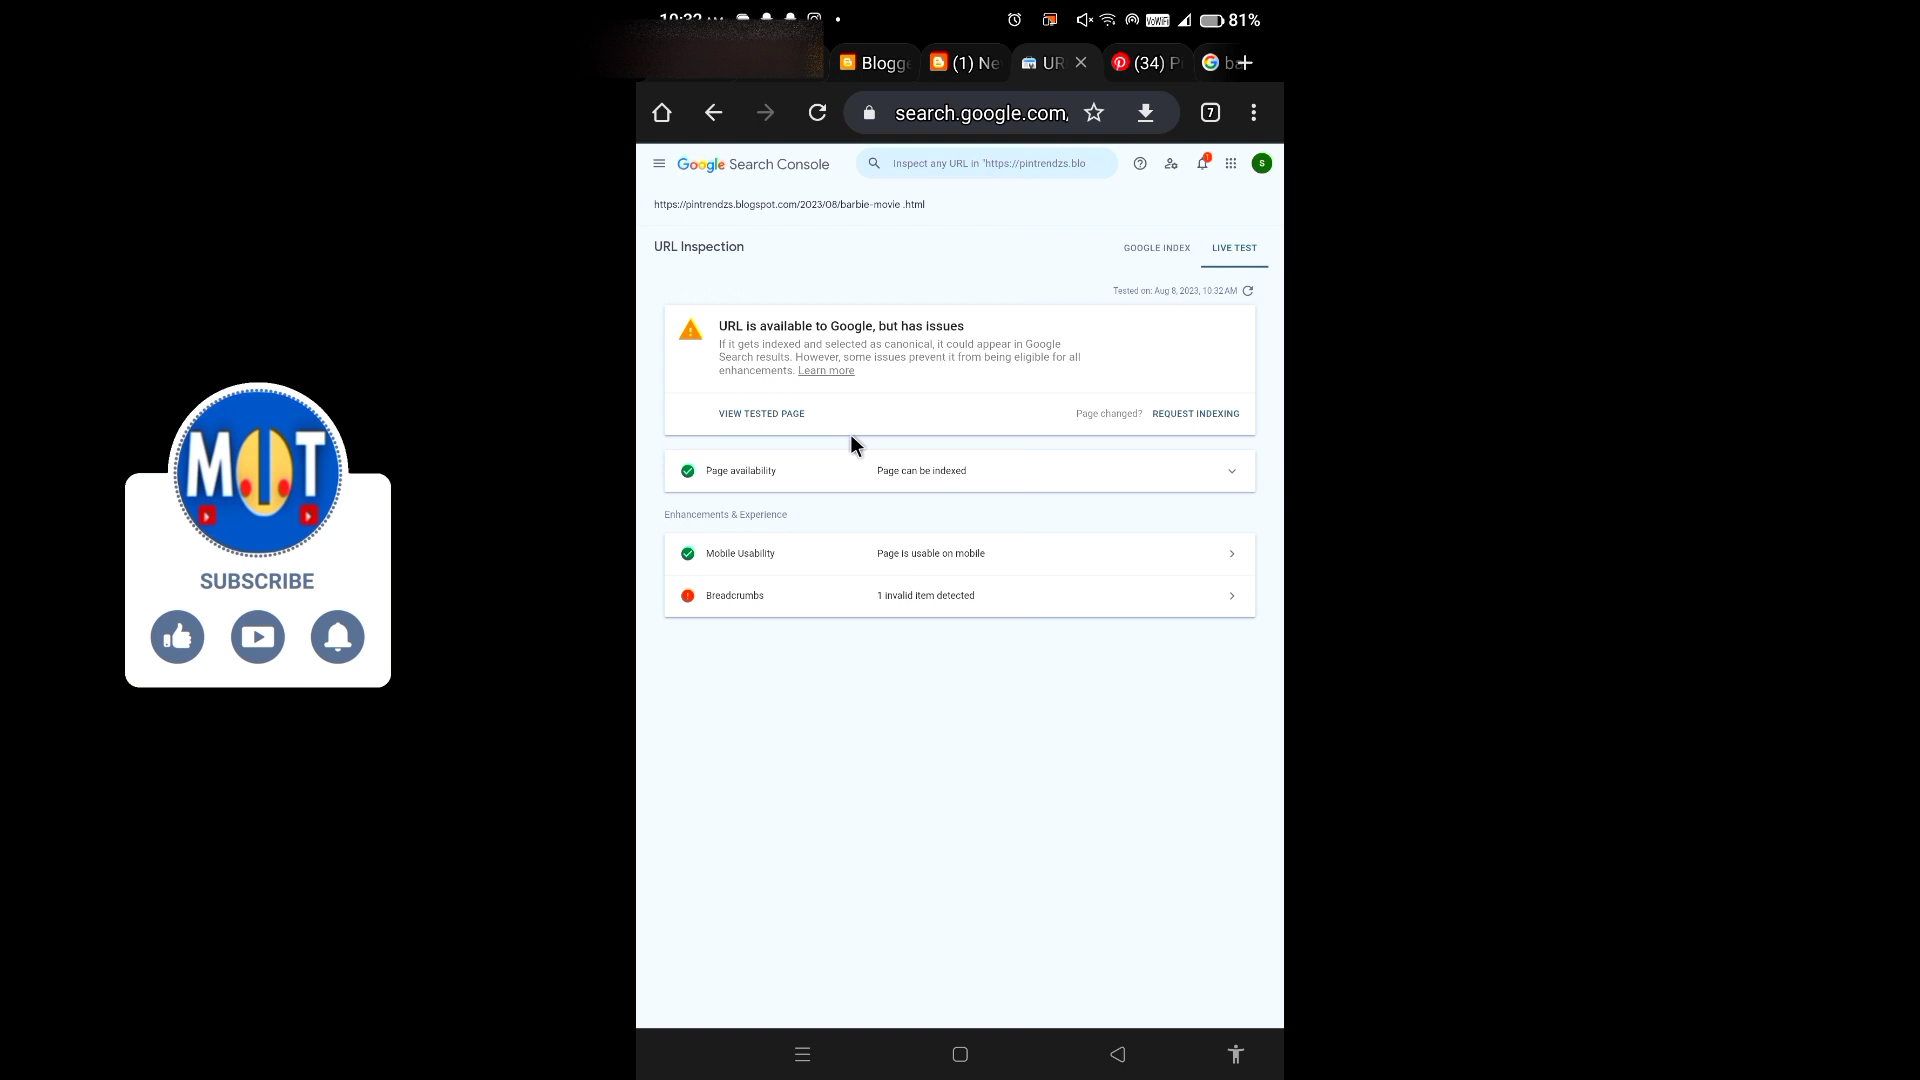 81%
VoWiFi
Blogg
(1) Ne
UR
(34) P
search.google.com/
7
Google Search Console
Inspect any URL in "https://pintrendzs.blo
1
S
https://pintrendzs.blogspot.com/2023/08/barbie-movie .html
URL Inspection
GOOGLE INDEX
LIVE TEST
Tested on: Aug 8, 2023, 10:32 AM
URL is available to Google, but has issues
If it gets indexed and selected as canonical, it could appear in Google
Search results. However, some issues prevent it from being eligible for all
enhancements. Learn more
VIEW TESTED PAGE
Page changed? REQUEST INDEXING
Page availability
Page can be indexed
Enhancements & Experience
Mobile Usability
Page is usable on mobile
Breadcrumbs
1 invalid item detected
MIT
SUBSCRIBE